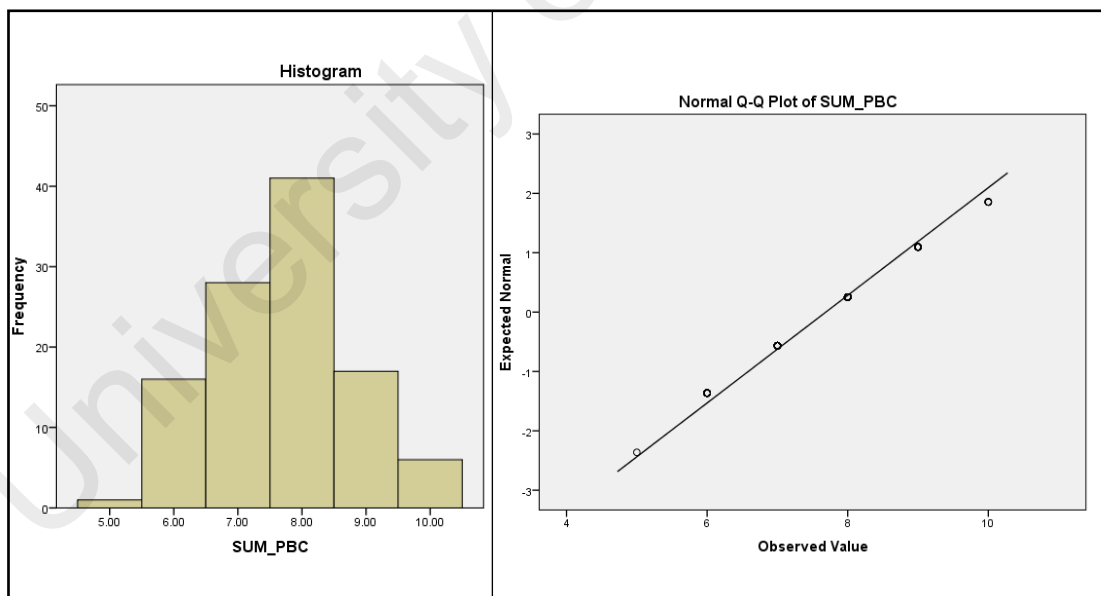 Histogram
50
40
30
20
10
0
Frequency
5.00 6.00 7.00 8.00 9.00 10.00
SUM_PBC
Normal Q-Q Plot of SUM_PBC
3
2
1
0
-1
-2
-3
Expected Normal
4 6 8 10
Observed Value
University